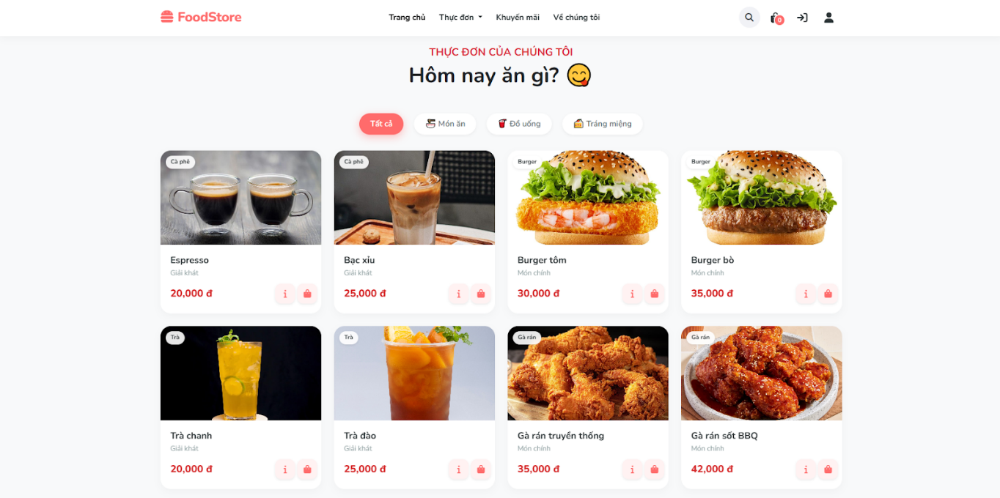 FoodStore
Trang chủ Thực đơn Khuyến mãi Về chúng tôi
0
THỰC ĐƠN CỦA CHÚNG TÔI
Hôm nay ăn gì? 😋
Tất cả Món ăn Đồ uống Tráng miệng
Cà phê Cà phê Burger Burger
Espresso Bạc xỉu Burger tôm Burger bò
Giải khát Giải khát Món chính Món chính
20,000 đ 25,000 đ 30,000 đ 35,000 đ
Trà Trà Gà rán Gà rán
Trà chanh Trà đào Gà rán truyền thống Gà rán sốt BBQ
Giải khát Giải khát Món chính Món chính
20,000 đ 25,000 đ 35,000 đ 42,000 đ